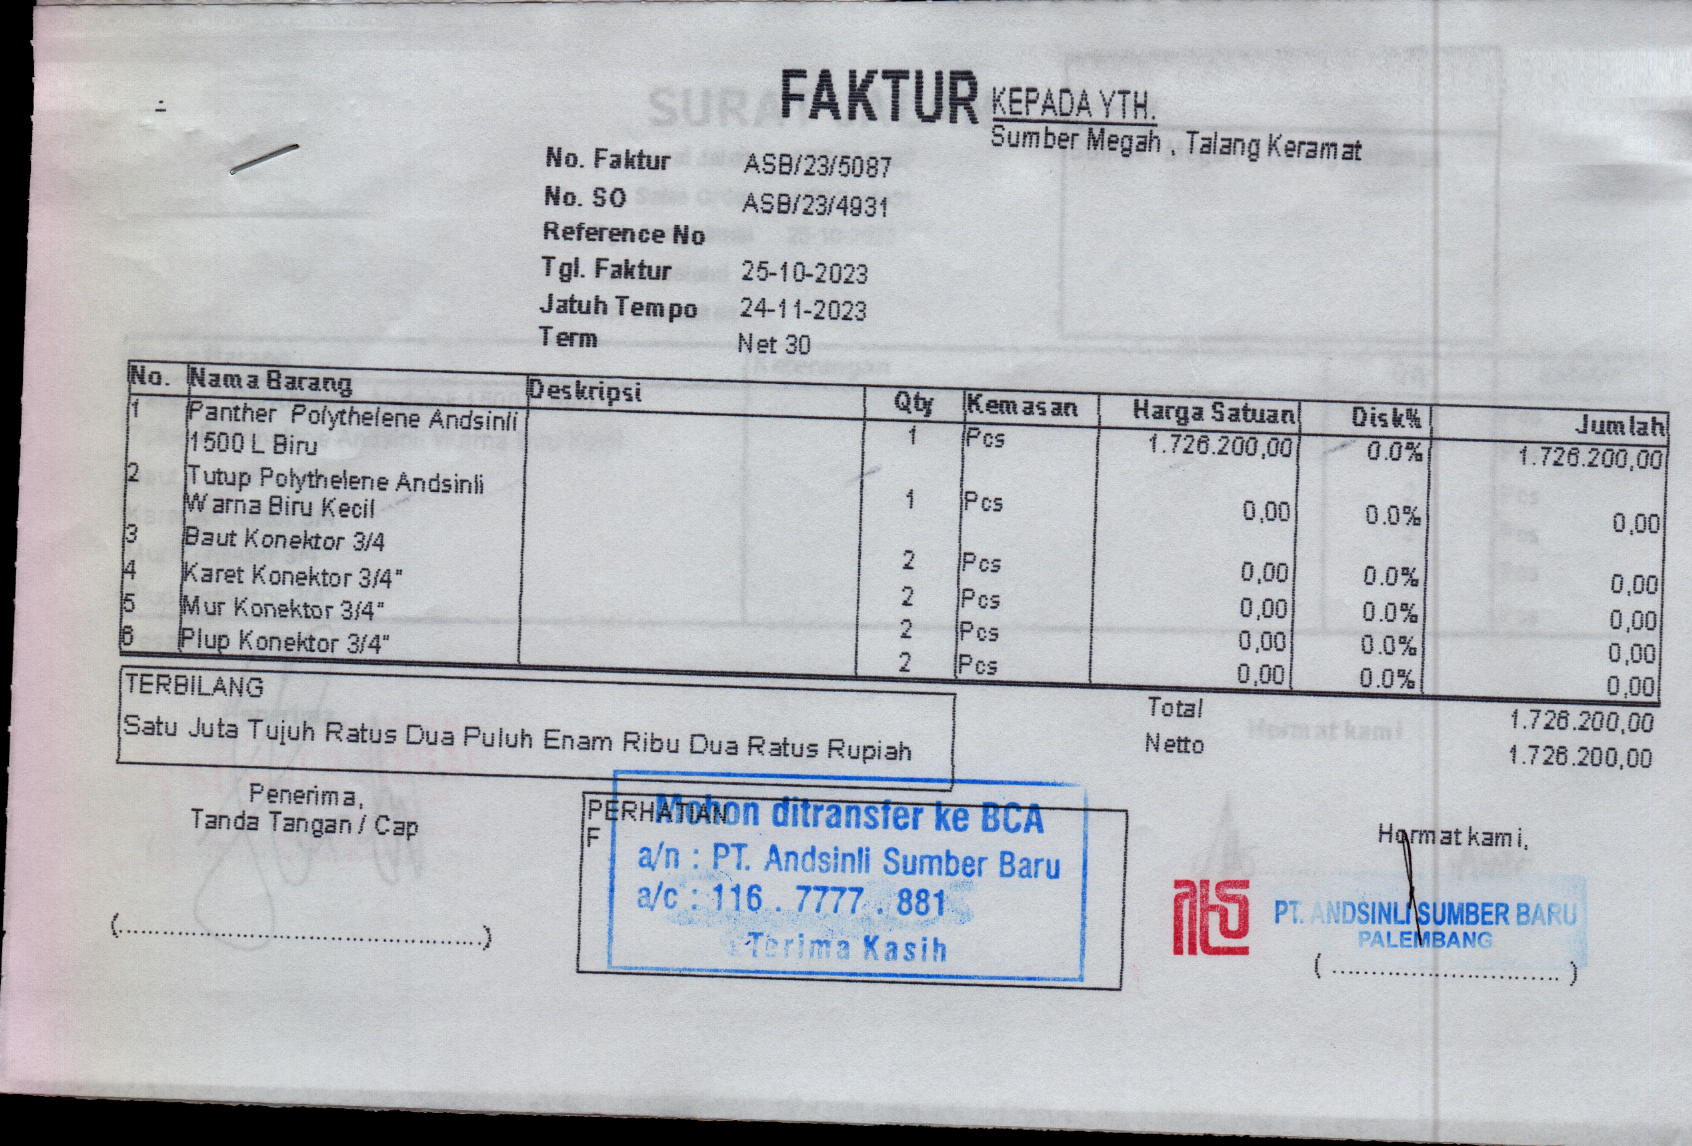 FAKTUR
KEPADA YTH.
Sumber Megah , Talang Keramat
No. Faktur ASB/23/5087
No. SO ASB/23/4931
Reference No
Tgl. Faktur 25-10-2023
Jatuh Tempo 24-11-2023
Term Net 30
No. Nama Barang Deskripsi Qty Kemasan Harga Satuan Disk% Jumlah
1 Panther Polythelene Andsinli 1 Pcs 1.726.200,00 0.0% 1.726.200,00
1500 L Biru
2 Tutup Polythelene Andsinli 1 Pcs 0,00 0.0% 0,00
Warna Biru Kecil
3 Baut Konektor 3/4 2 Pcs 0,00 0.0% 0,00
4 Karet Konektor 3/4" 2 Pcs 0,00 0.0% 0,00
5 Mur Konektor 3/4" 2 Pcs 0,00 0.0% 0,00
6 Plup Konektor 3/4" 2 Pcs 0,00 0.0% 0,00
TERBILANG
Satu Juta Tujuh Ratus Dua Puluh Enam Ribu Dua Ratus Rupiah
Total 1.726.200,00
Netto 1.726.200,00
Penerima,
Tanda Tangan / Cap
(................................................)
PERHATIAN
F
Mohon ditransfer ke BCA
a/n : PT. Andsinli Sumber Baru
a/c : 116 . 7777 . 881
Terima Kasih
Hormat kami,
PT. ANDSINLI SUMBER BARU
PALEMBANG
( .............................. )